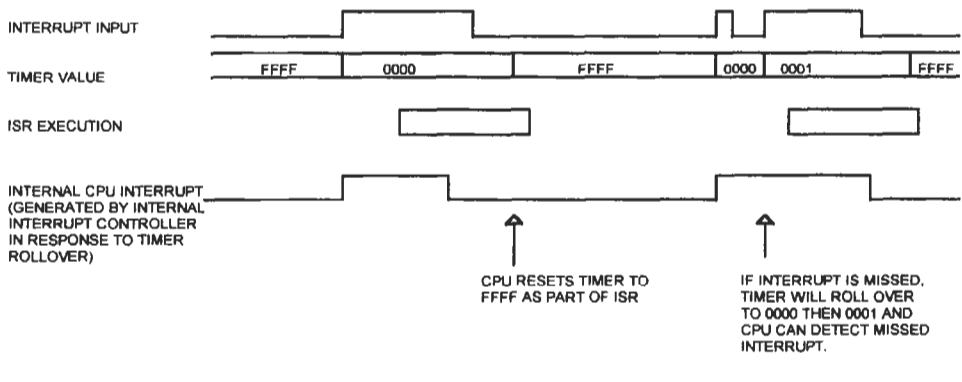 INTERRUPT INPUT
TIMER VALUE
FFFF
0000
FFFF
0000
0001
FFFF
ISR EXECUTION
INTERNAL CPU INTERRUPT
(GENERATED BY INTERNAL
INTERRUPT CONTROLLER
IN RESPONSE TO TIMER
ROLLOVER)
CPU RESETS TIMER TO
FFFF AS PART OF ISR
IF INTERRUPT IS MISSED,
TIMER WILL ROLL OVER
TO 0000 THEN 0001 AND
CPU CAN DETECT MISSED
INTERRUPT.